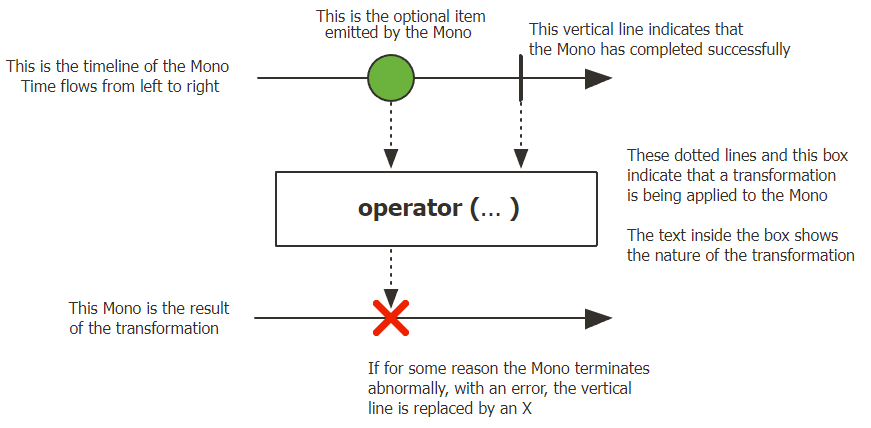 This is the optional item
emitted by the Mono
This vertical line indicates that
the Mono has completed successfully
This is the timeline of the Mono
Time flows from left to right
These dotted lines and this box
indicate that a transformation
is being applied to the Mono
operator (... )
The text inside the box shows
the nature of the transformation
This Mono is the result
of the transformation
If for some reason the Mono terminates
abnormally, with an error, the vertical
line is replaced by an X